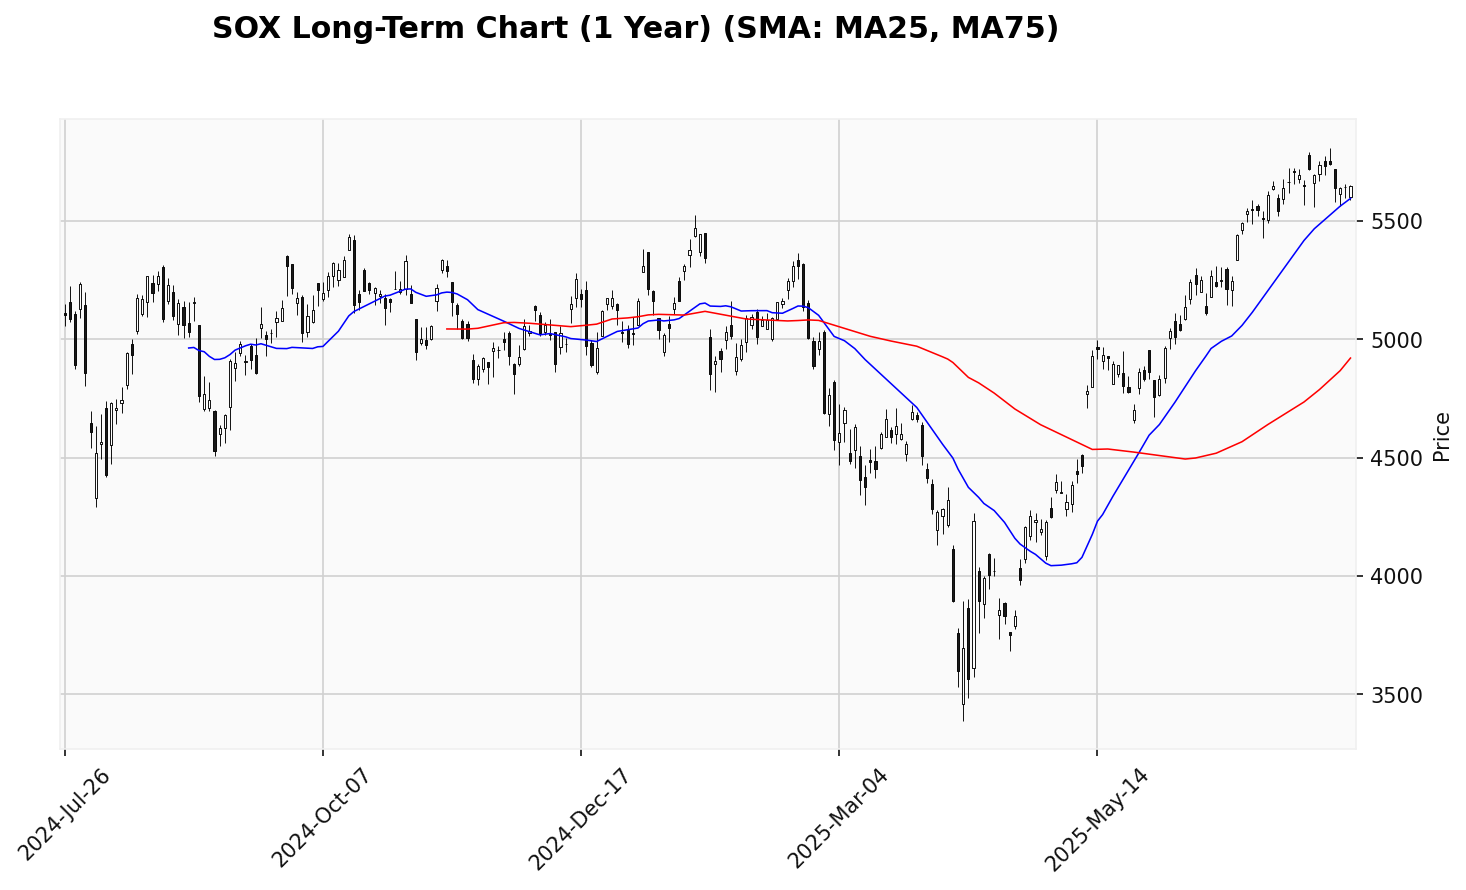 SOX Long-Term Chart (1 Year) (SMA: MA25, MA75)
5500
5000
4500
4000
3500
Price
2024-Jul-26
2024-Oct-07
2024-Dec-17
2025-Mar-04
2025-May-14